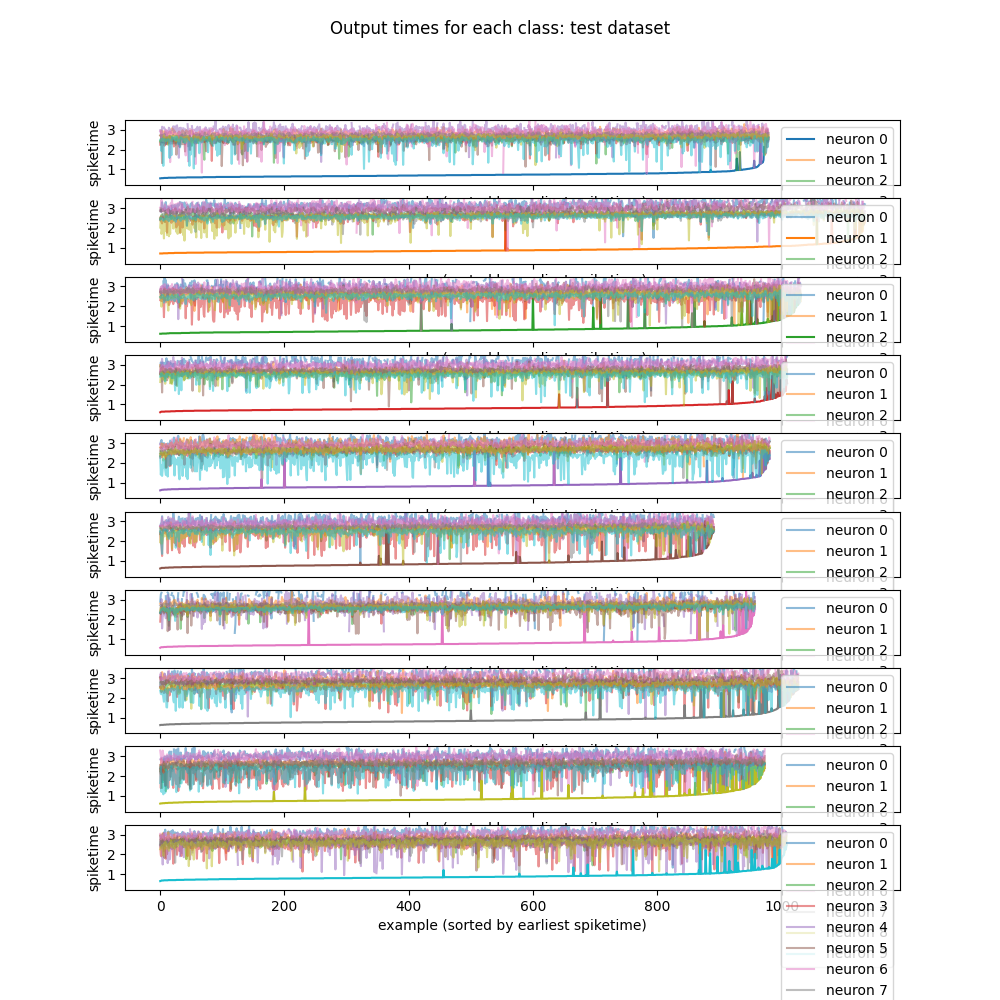 Output times for each class: test dataset
spiketime
3
2
1
neuron 0
neuron 1
neuron 2
spiketime
3
2
1
neuron 0
neuron 1
neuron 2
spiketime
3
2
1
neuron 0
neuron 1
neuron 2
spiketime
3
2
1
neuron 0
neuron 1
neuron 2
spiketime
3
2
1
neuron 0
neuron 1
neuron 2
spiketime
3
2
1
neuron 0
neuron 1
neuron 2
spiketime
3
2
1
neuron 0
neuron 1
neuron 2
spiketime
3
2
1
neuron 0
neuron 1
neuron 2
spiketime
3
2
1
neuron 0
neuron 1
neuron 2
spiketime
3
2
1
neuron 0
neuron 1
neuron 2
neuron 3
neuron 4
neuron 5
neuron 6
neuron 7
0 200 400 600 800 1000
example (sorted by earliest spiketime)